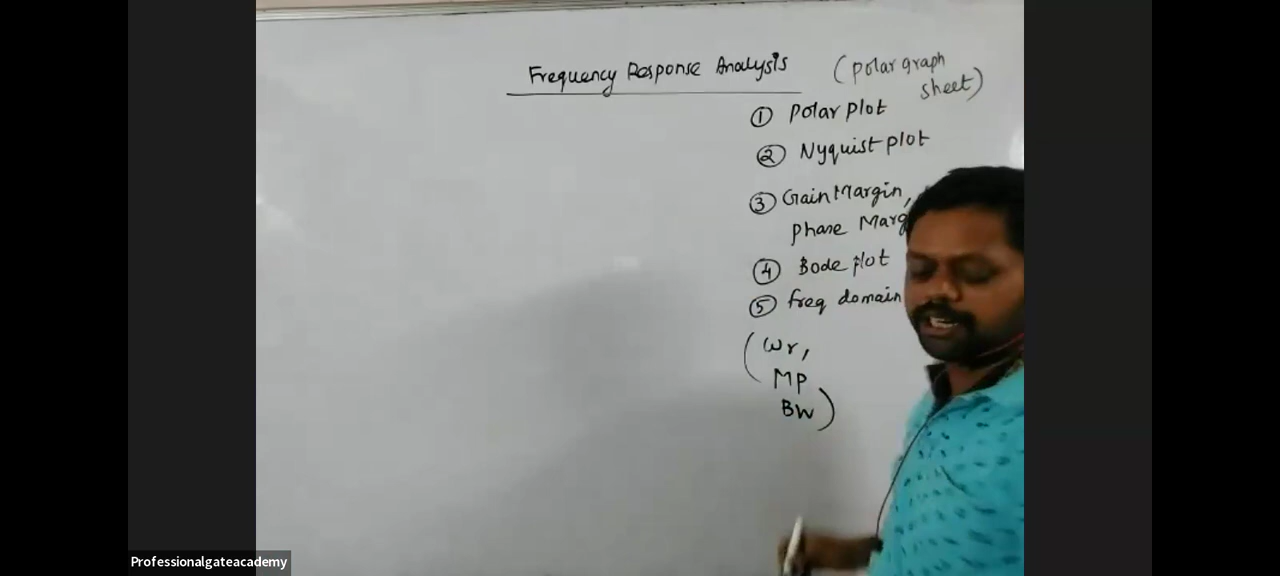 Frequency Response Analysis
(Polar graph
sheet)
① Polar plot
② Nyquist plot
③ Gain Margin,
Phase Marg
④ Bode plot
⑤ freq domain
(ωr,
MP
BW)
Professionalgateacademy